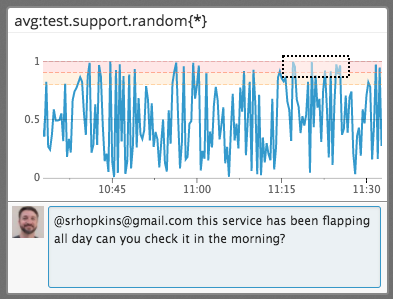 avg:test.support.random{*}
1
0.5
0
10:45 11:00 11:15 11:30
@srhopkins@gmail.com this service has been flapping
all day can you check it in the morning?